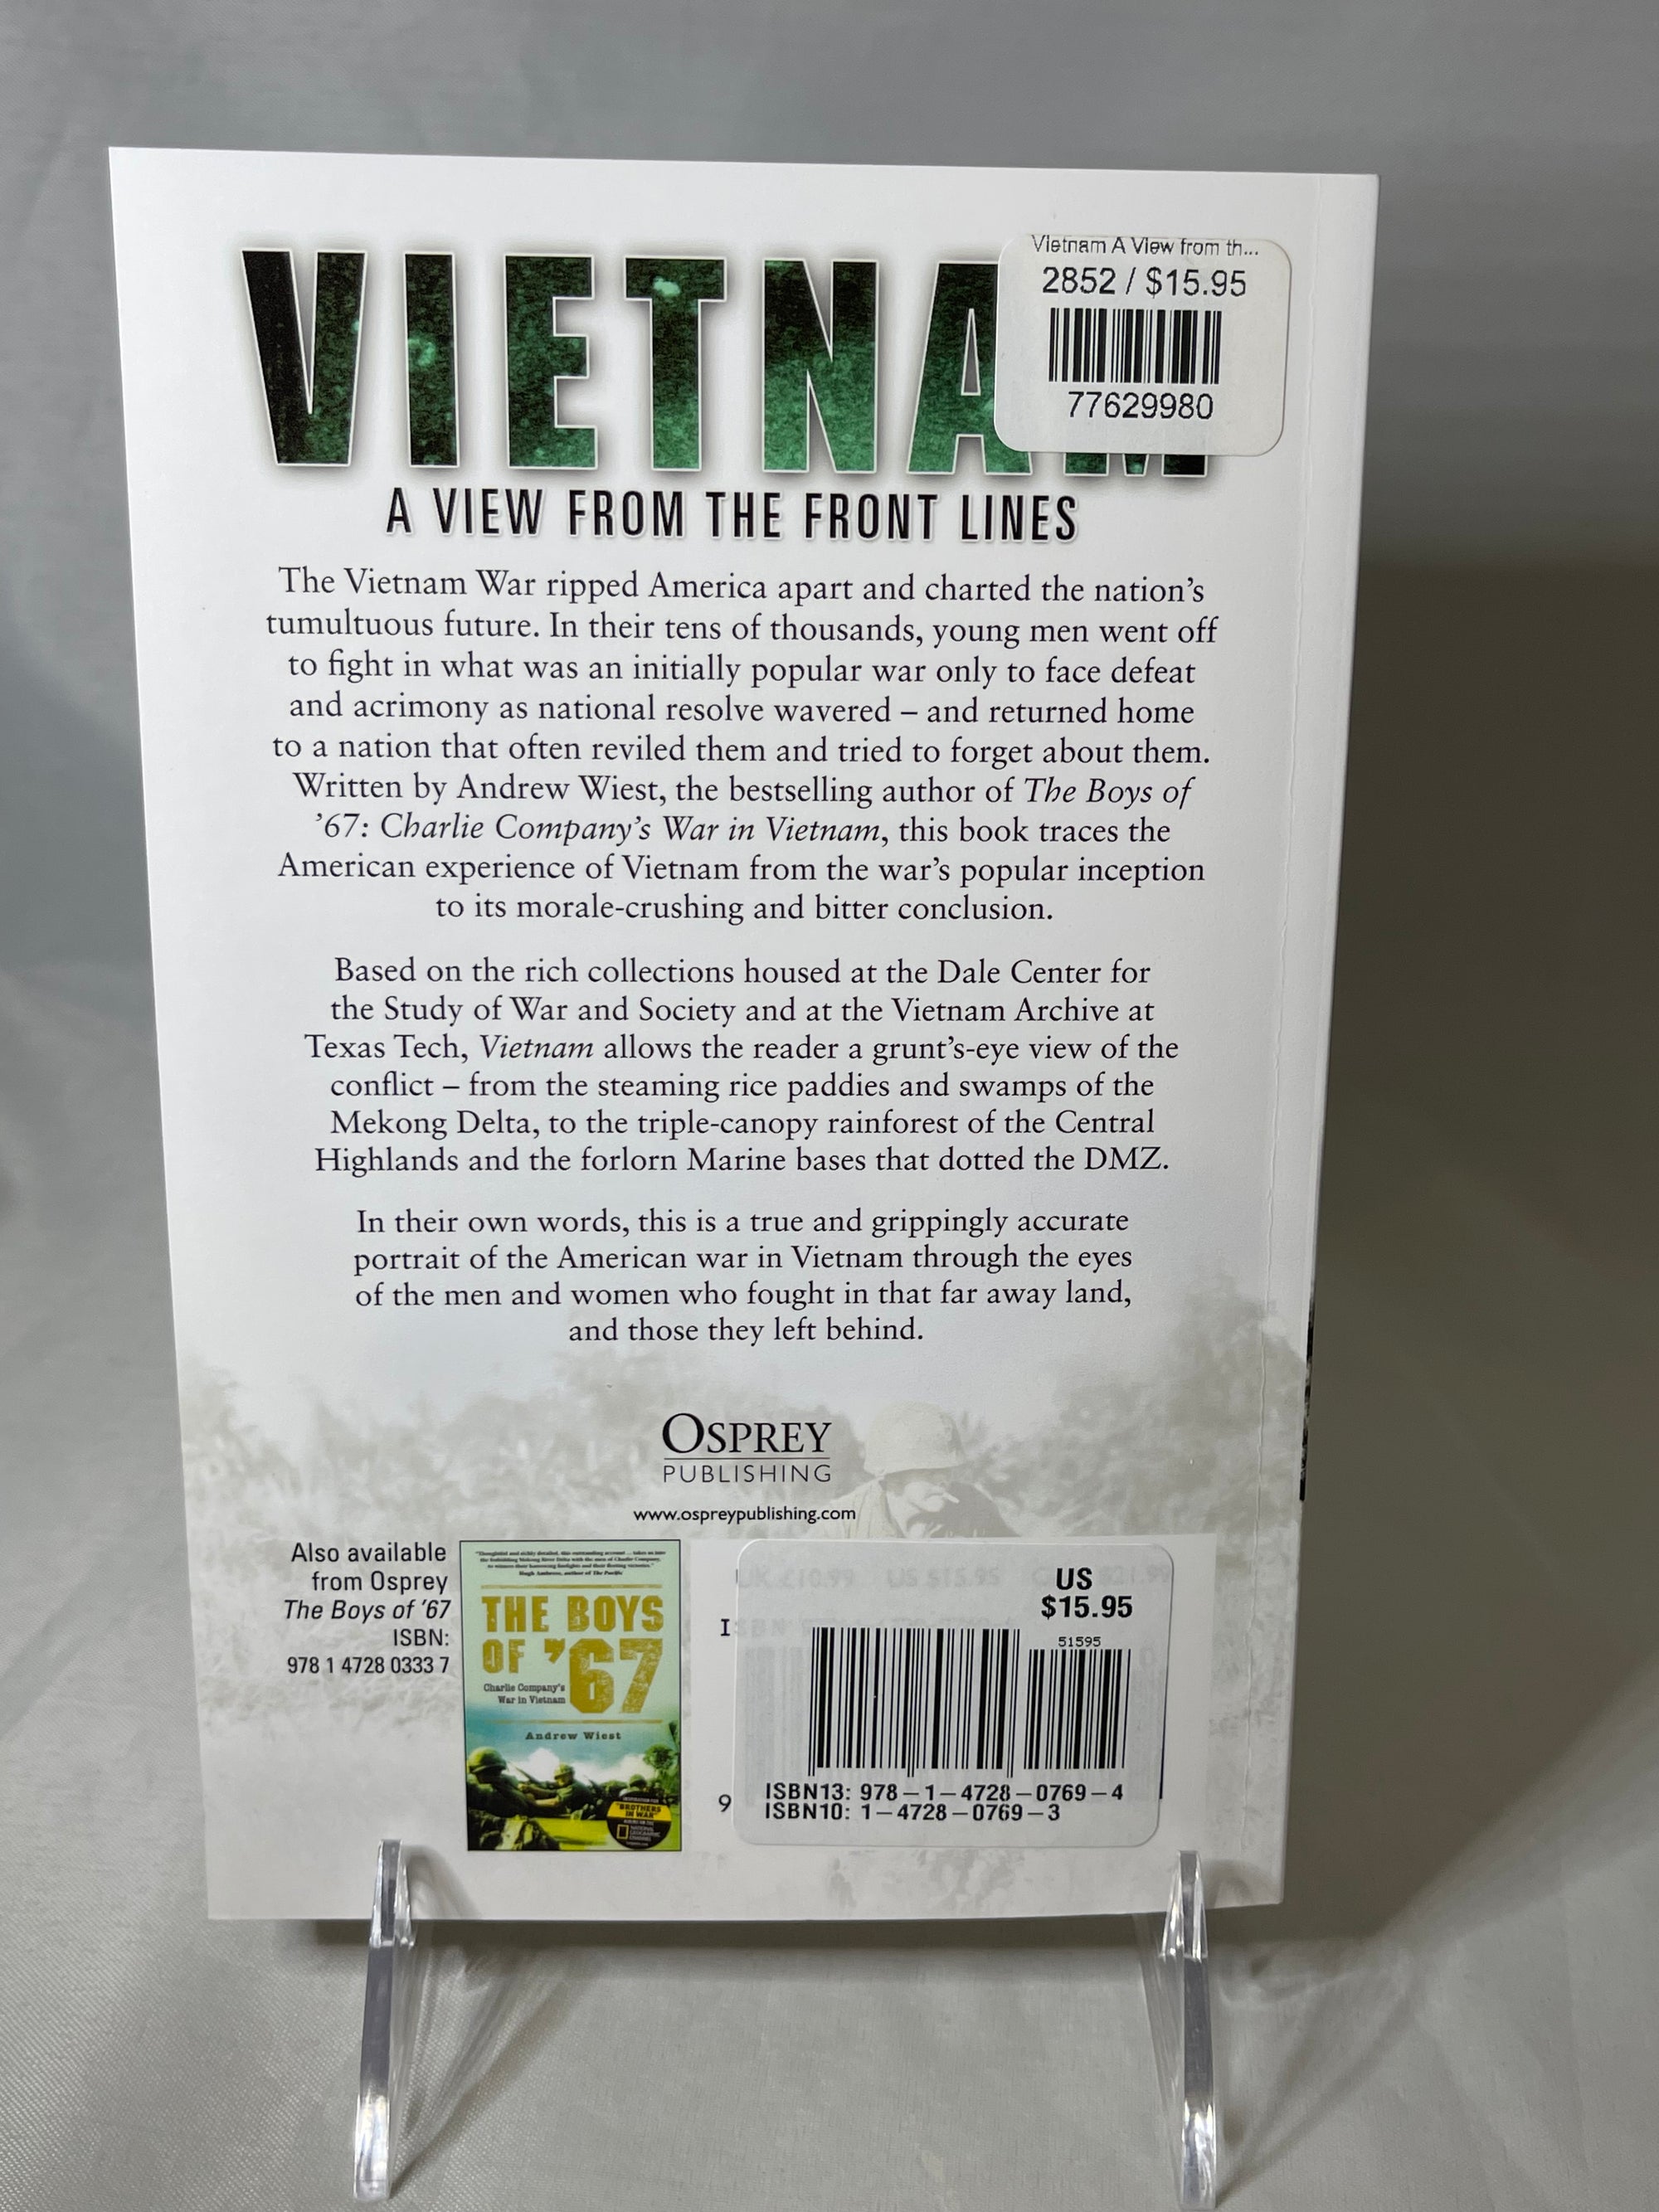 Vietnam A View from th...
2852 / $15.95
77629980
VIETNAM
A VIEW FROM THE FRONT LINES
The Vietnam War ripped America apart and charted the nation's
tumultuous future. In their tens of thousands, young men went off
to fight in what was an initially popular war only to face defeat
and acrimony as national resolve wavered – and returned home
to a nation that often reviled them and tried to forget about them.
Written by Andrew Wiest, the bestselling author of The Boys of
'67: Charlie Company's War in Vietnam, this book traces the
American experience of Vietnam from the war's popular inception
to its morale-crushing and bitter conclusion.
Based on the rich collections housed at the Dale Center for
the Study of War and Society and at the Vietnam Archive at
Texas Tech, Vietnam allows the reader a grunt's-eye view of the
conflict – from the steaming rice paddies and swamps of the
Mekong Delta, to the triple-canopy rainforest of the Central
Highlands and the forlorn Marine bases that dotted the DMZ.
In their own words, this is a true and grippingly accurate
portrait of the American war in Vietnam through the eyes
of the men and women who fought in that far away land,
and those they left behind.
OSPREY
PUBLISHING
www.ospreypublishing.com
Also available
from Osprey
The Boys of '67
ISBN:
978 1 4728 0333 7
THE BOYS
OF '67
Charlie Company's
War in Vietnam
Andrew Wiest
"BROTHERS
IN WAR"
UK £10.99 US $15.95
US
$15.95
51595
I
9
ISBN13: 978-1-4728-0769-4
ISBN10: 1-4728-0769-3